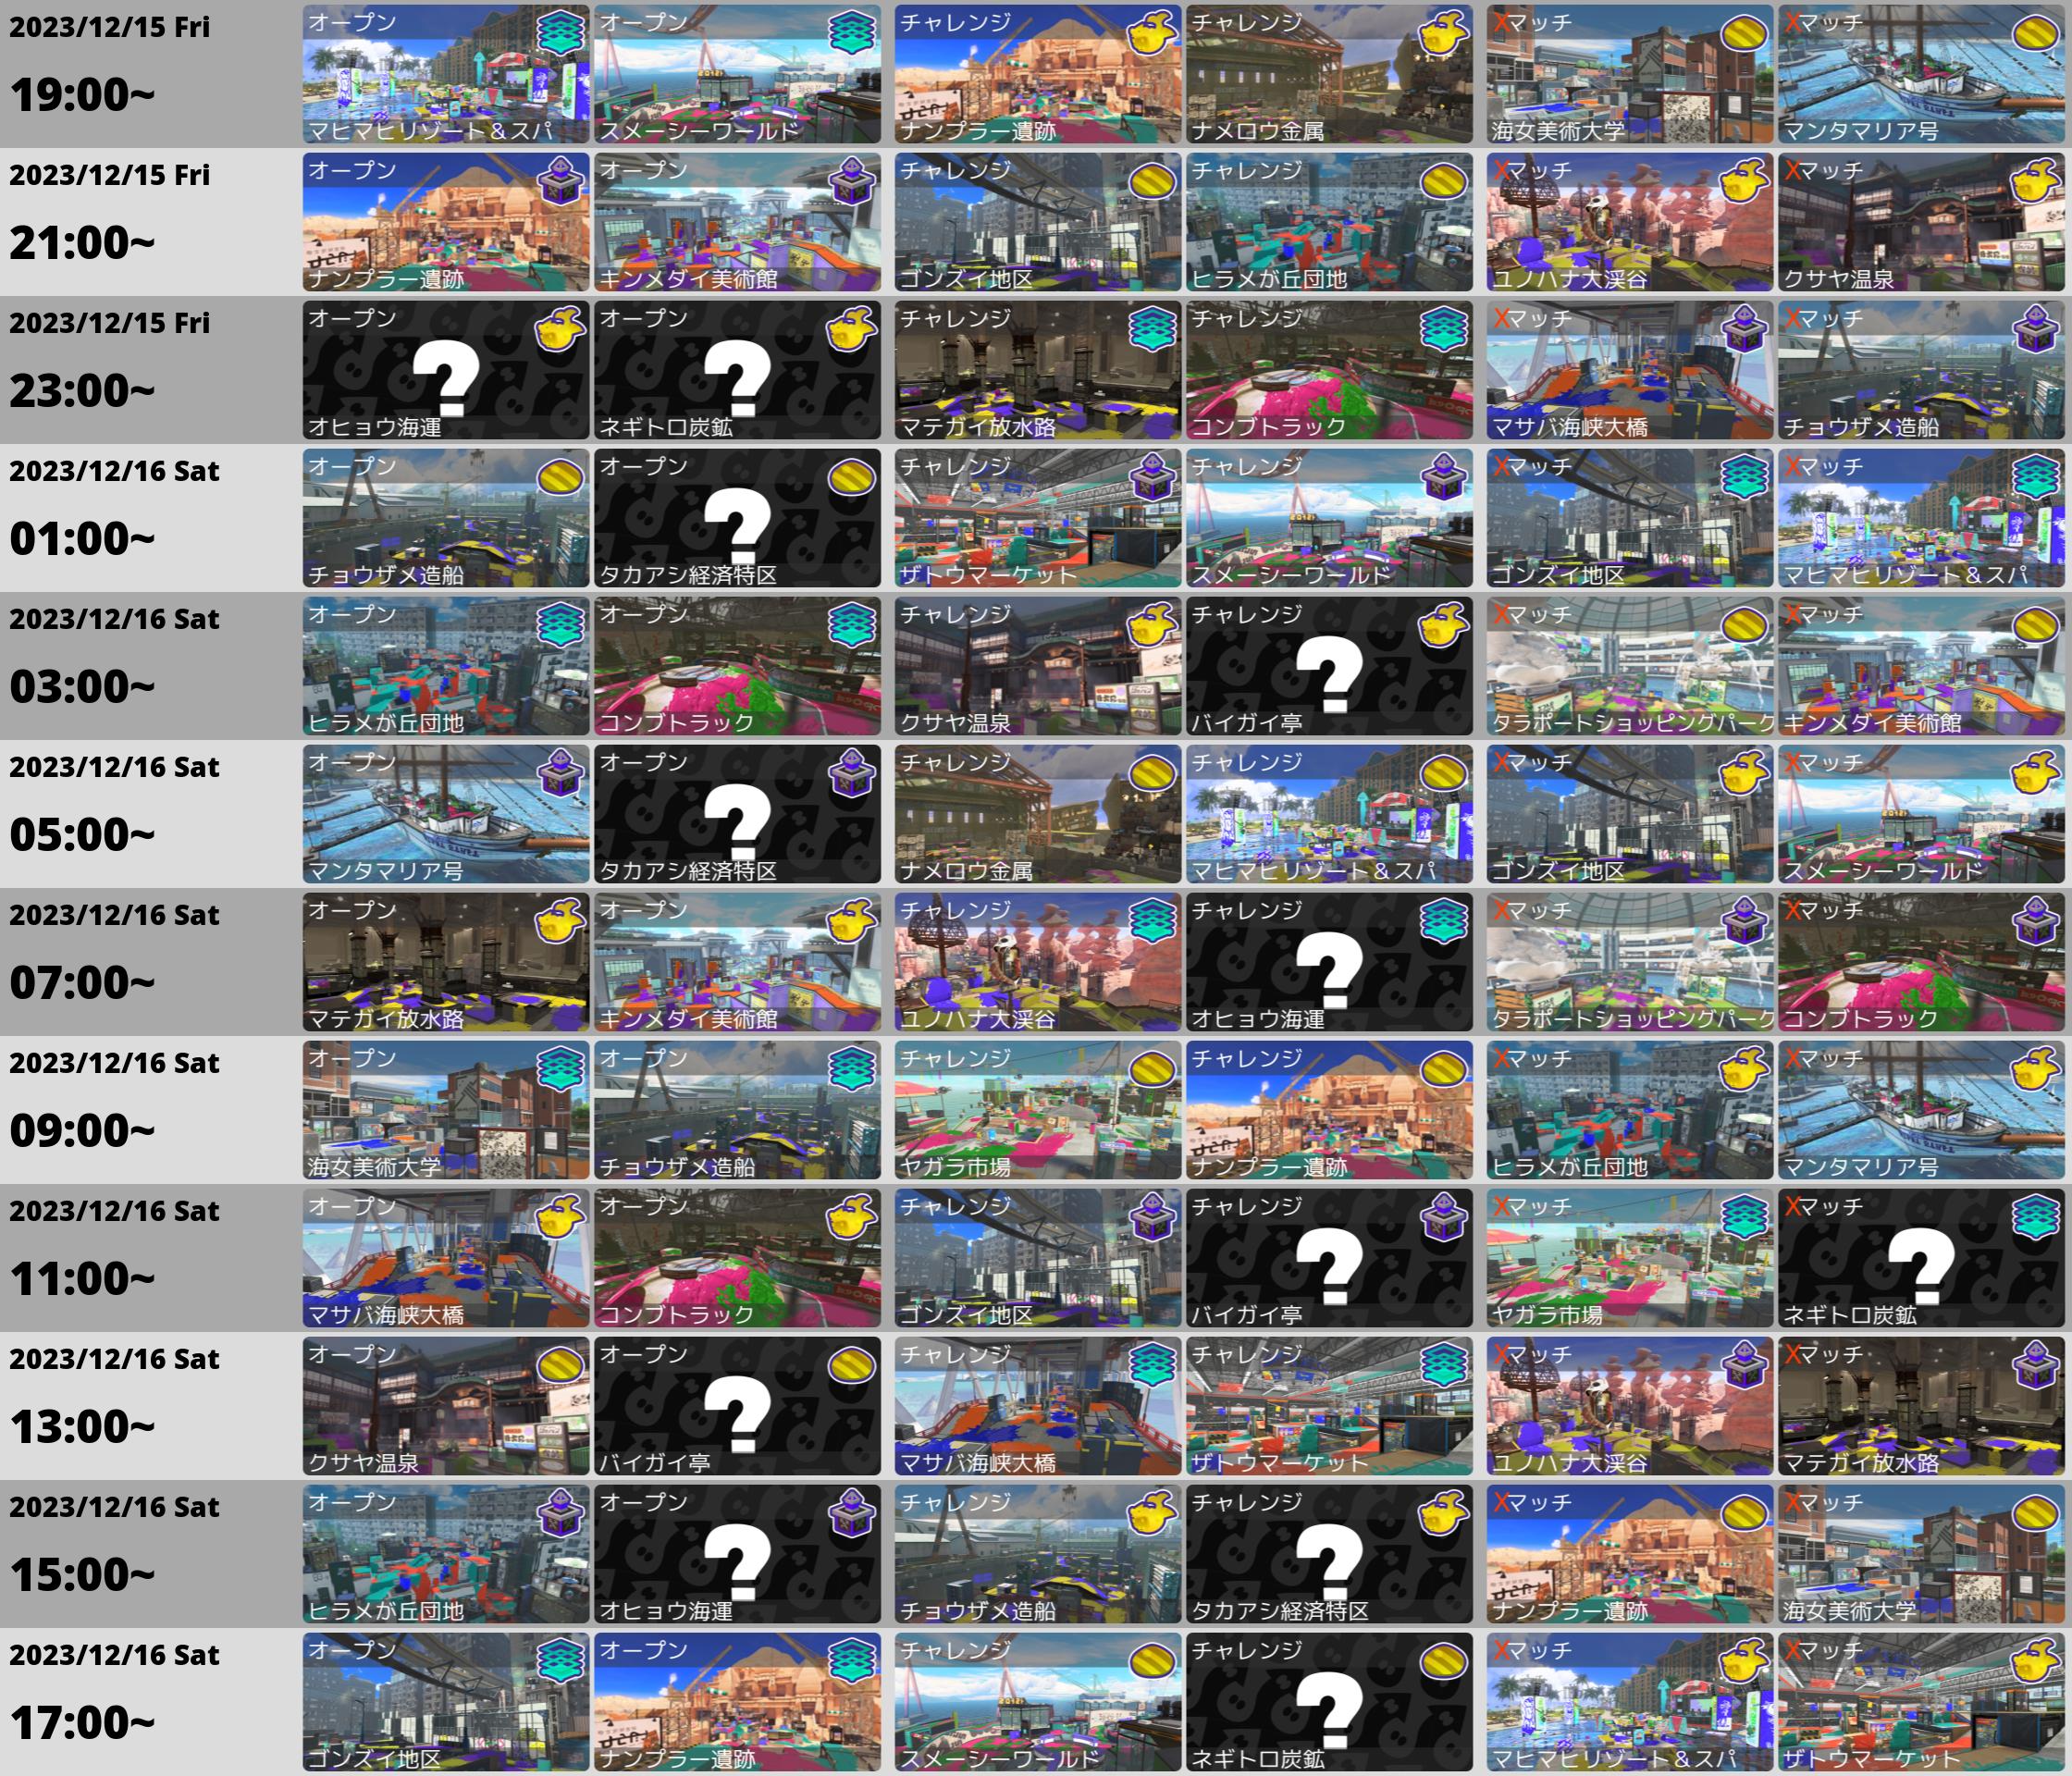 2023/12/15 Fri
19:00~
オープン オープン チャレンジ チャレンジ Xマッチ Xマッチ
マヒマヒリゾート＆スパ スメーシーワールド ナンプラー遺跡 ナメロウ金属 海女美術大学 マンタマリア号
2023/12/15 Fri
21:00~
オープン オープン チャレンジ チャレンジ Xマッチ Xマッチ
ナンプラー遺跡 キンメダイ美術館 ゴンズイ地区 ヒラメが丘団地 ユノハナ大渓谷 クサヤ温泉
2023/12/15 Fri
23:00~
オープン オープン チャレンジ チャレンジ Xマッチ Xマッチ
?
?
オヒョウ海運 ネギトロ炭鉱 マテガイ放水路 コンブトラック マサバ海峡大橋 チョウザメ造船
2023/12/16 Sat
01:00~
オープン オープン チャレンジ チャレンジ Xマッチ Xマッチ
?
チョウザメ造船 タカアシ経済特区 ザトウマーケット スメーシーワールド ゴンズイ地区 マヒマヒリゾート＆スパ
2023/12/16 Sat
03:00~
オープン オープン チャレンジ チャレンジ Xマッチ Xマッチ
?
ヒラメが丘団地 コンブトラック クサヤ温泉 バイガイ亭 タラポートショッピングパーク キンメダイ美術館
2023/12/16 Sat
05:00~
オープン オープン チャレンジ チャレンジ Xマッチ Xマッチ
?
マンタマリア号 タカアシ経済特区 ナメロウ金属 マヒマヒリゾート＆スパ ゴンズイ地区 スメーシーワールド
2023/12/16 Sat
07:00~
オープン オープン チャレンジ チャレンジ Xマッチ Xマッチ
?
マテガイ放水路 キンメダイ美術館 ユノハナ大渓谷 オヒョウ海運 タラポートショッピングパーク コンブトラック
2023/12/16 Sat
09:00~
オープン オープン チャレンジ チャレンジ Xマッチ Xマッチ
海女美術大学 チョウザメ造船 ヤガラ市場 ナンプラー遺跡 ヒラメが丘団地 マンタマリア号
2023/12/16 Sat
11:00~
オープン オープン チャレンジ チャレンジ Xマッチ Xマッチ
?
?
マサバ海峡大橋 コンブトラック ゴンズイ地区 バイガイ亭 ヤガラ市場 ネギトロ炭鉱
2023/12/16 Sat
13:00~
オープン オープン チャレンジ チャレンジ Xマッチ Xマッチ
?
クサヤ温泉 バイガイ亭 マサバ海峡大橋 ザトウマーケット ユノハナ大渓谷 マテガイ放水路
2023/12/16 Sat
15:00~
オープン オープン チャレンジ チャレンジ Xマッチ Xマッチ
?
?
ヒラメが丘団地 オヒョウ海運 チョウザメ造船 タカアシ経済特区 ナンプラー遺跡 海女美術大学
2023/12/16 Sat
17:00~
オープン オープン チャレンジ チャレンジ Xマッチ Xマッチ
?
ゴンズイ地区 ナンプラー遺跡 スメーシーワールド ネギトロ炭鉱 マヒマヒリゾート＆スパ ザトウマーケット